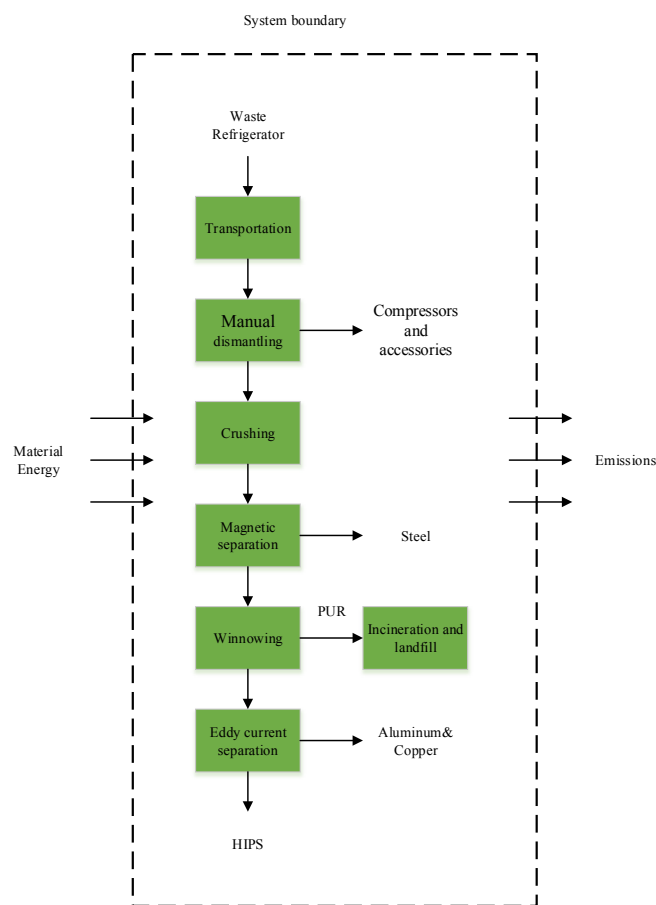 System boundary
Waste
Refrigerator
Transportation
Manual
dismantling
Compressors
and
accessories
Crushing
Material
Energy
Emissions
Magnetic
separation
Steel
PUR
Winnowing
Incineration and
landfill
Eddy current
separation
Aluminum&
Copper
HIPS